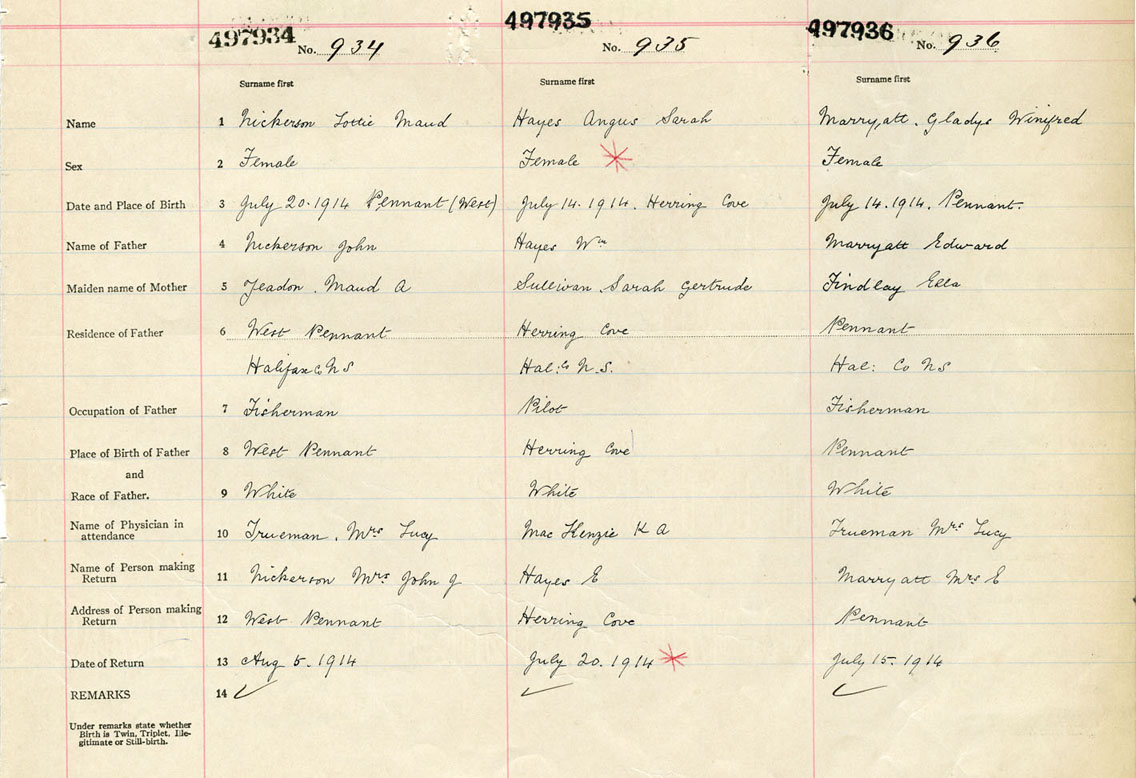 497934 No. 934 497935 No. 935 497936 No. 936
Surname first Surname first Surname first
Name 1 Nickerson Lottie Maud Hayes Angus Sarah Marryatt. Gladys Winifred
Sex 2 Female Female Female
Date and Place of Birth 3 July 20.1914 Pennant (West) July 14.1914. Herring Cove July 14.1914. Pennant.
Name of Father 4 Nickerson John Hayes Wm Marryatt Edward
Maiden name of Mother 5 Yeadon. Maud A Sullivan. Sarah Gertrude Findlay Ella
Residence of Father 6 West Pennant Herring Cove Pennant
Halifax Co N S Hal: Co N.S. Hal: Co N S
Occupation of Father 7 Fisherman Pilot Fisherman
Place of Birth of Father 8 West Pennant Herring Cove Pennant
and
Race of Father. 9 White White White
Name of Physician in
attendance 10 Trueman. Mrs Lucy Mac Kenzie K A Trueman Mrs Lucy
Name of Person making
Return 11 Nickerson Mrs John J Hayes E Marryatt Mrs E
Address of Person making
Return 12 West Pennant Herring Cove Pennant
Date of Return 13 Aug 5.1914 July 20.1914 July 15.1914
REMARKS 14 ✓ ✓ ✓
Under remarks state whether
Birth is Twin, Triplet, Ille-
gitimate or Still-birth.